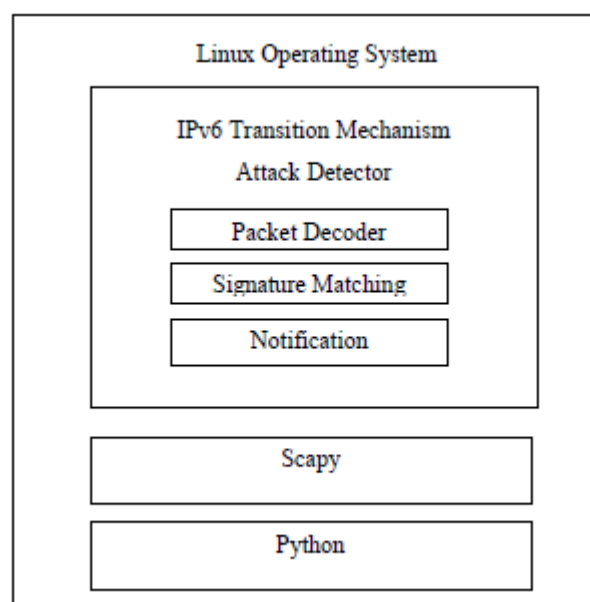 Linux Operating System
IPv6 Transition Mechanism
Attack Detector
Packet Decoder
Signature Matching
Notification
Scapy
Python